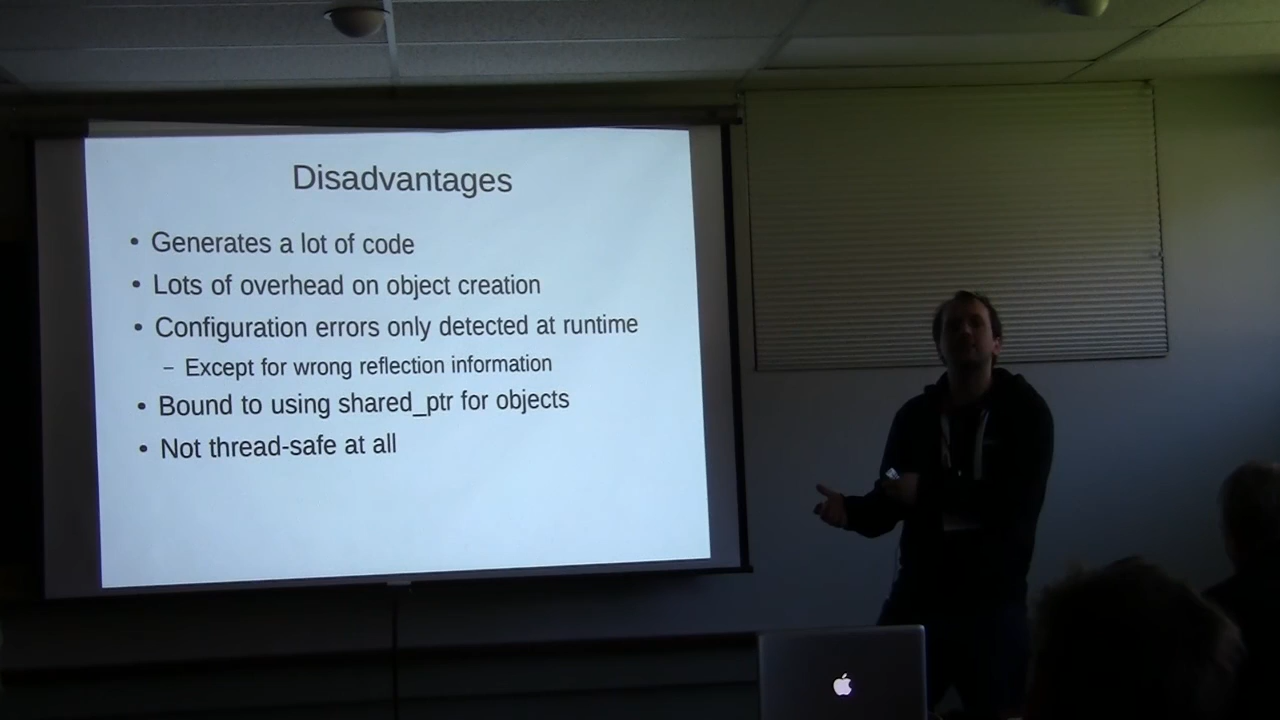 Disadvantages
• Generates a lot of code
• Lots of overhead on object creation
• Configuration errors only detected at runtime
– Except for wrong reflection information
• Bound to using shared_ptr for objects
• Not thread-safe at all